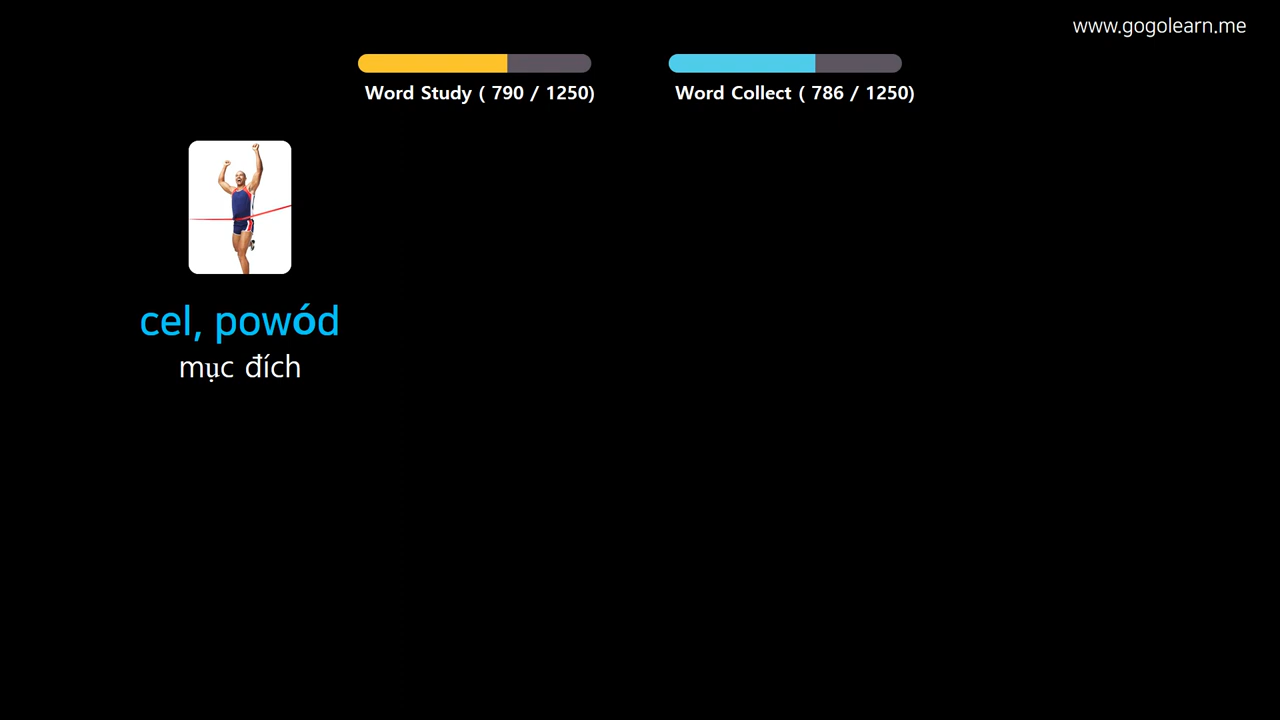 www.gogolearn.me
Word Study ( 790 / 1250)
Word Collect ( 786 / 1250)
cel, powód
mục đích